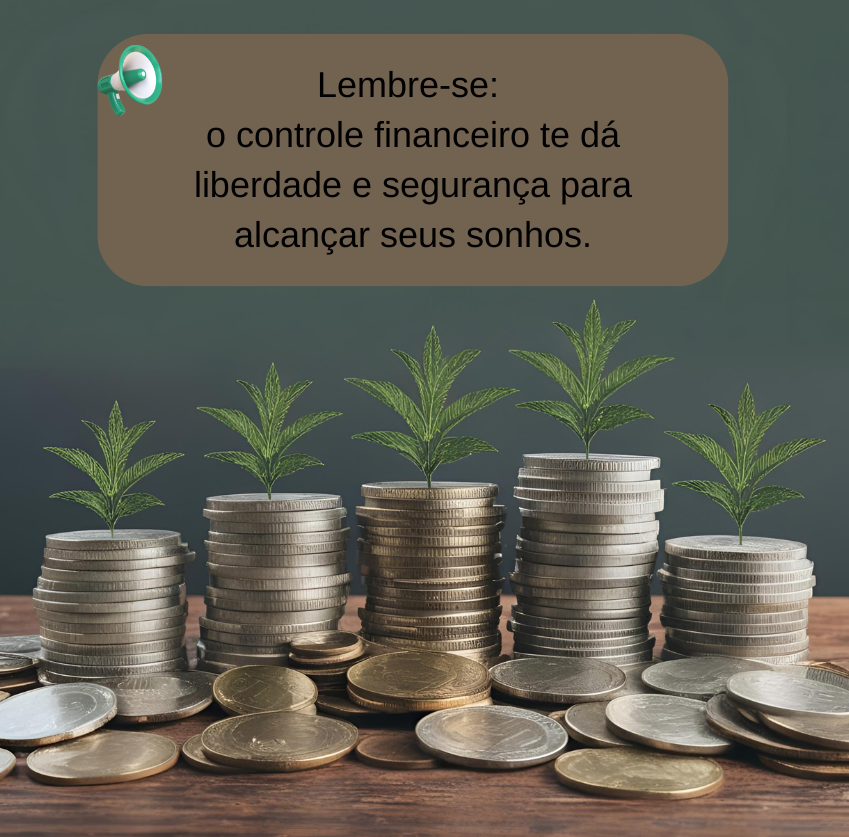 Lembre-se:
o controle financeiro te dá
liberdade e segurança para
alcançar seus sonhos.